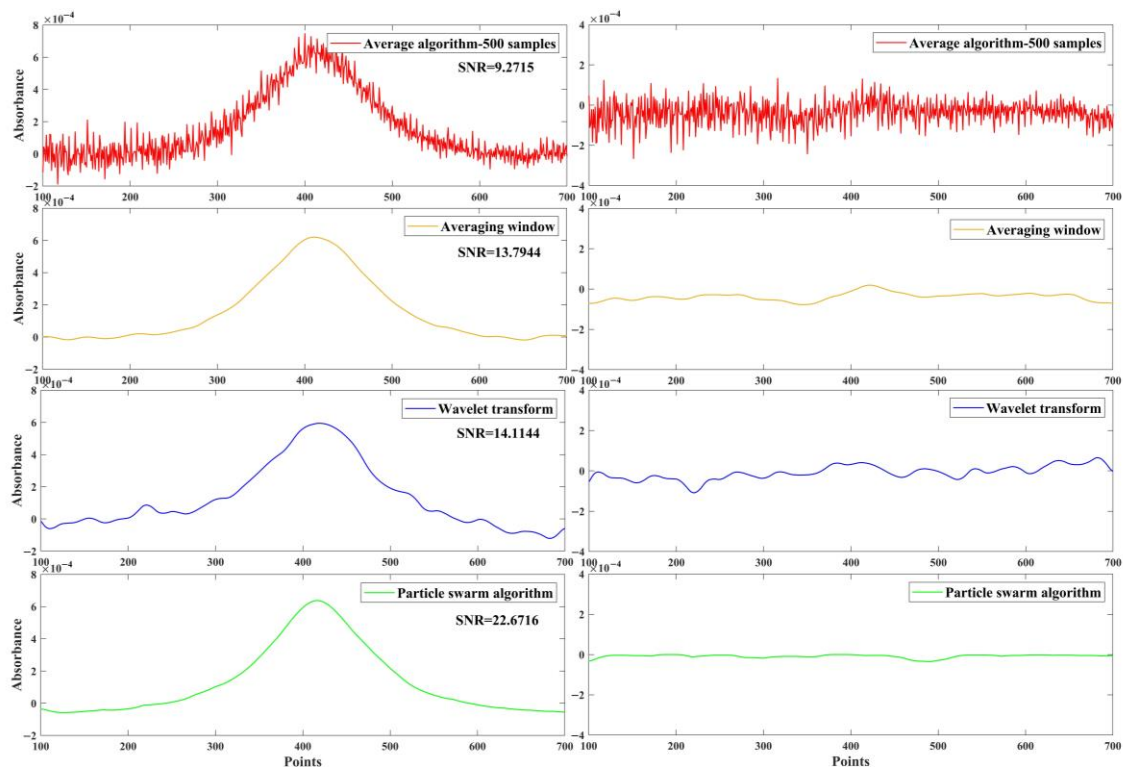 ×10⁻⁴ ×10⁻⁴
8 Average algorithm-500 samples 4 Average algorithm-500 samples
SNR=9.2715
6 2
4 0
2 −2
0 −4
−2
Absorbance
100 200 300 400 500 600 700 100 200 300 400 500 600 700
×10⁻⁴ ×10⁻⁴
8 Averaging window 4 Averaging window
SNR=13.7944
6 2
4 0
2 −2
0 −4
−2
Absorbance
100 200 300 400 500 600 700 100 200 300 400 500 600 700
×10⁻⁴ ×10⁻⁴
8 Wavelet transform 4 Wavelet transform
SNR=14.1144
6 2
4 0
2 −2
0 −4
−2
Absorbance
100 200 300 400 500 600 700 100 200 300 400 500 600 700
×10⁻⁴ ×10⁻⁴
8 Particle swarm algorithm 4 Particle swarm algorithm
SNR=22.6716
6 2
4 0
2 −2
0 −4
−2
Absorbance
100 200 300 400 500 600 700 100 200 300 400 500 600 700
Points Points